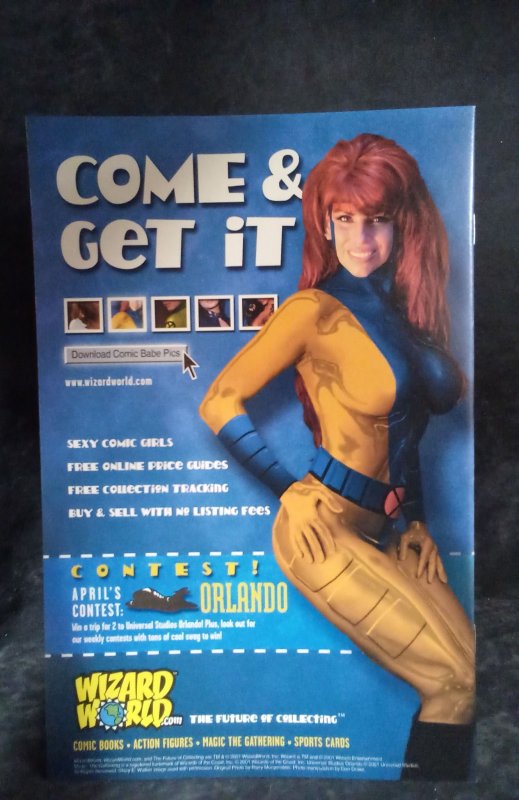 COME &
GET IT
Download Comic Babe Pics
www.wizardworld.com
SEXY COMIC GIRLS
FREE ONLINE PRICE GUIDES
FREE COLLECTION TRACKING
BUY & SELL WITH NO LISTING FEES
CONTEST!
APRIL'S
CONTEST:
ORLANDO
Win a trip for 2 to Universal Studios Orlando! Plus, look out for
our weekly contests with tons of cool swag to win!
WIZARD
WORLD.com
THE FUTURE OF COLLECTING™
COMIC BOOKS • ACTION FIGURES • MAGIC THE GATHERING • SPORTS CARDS